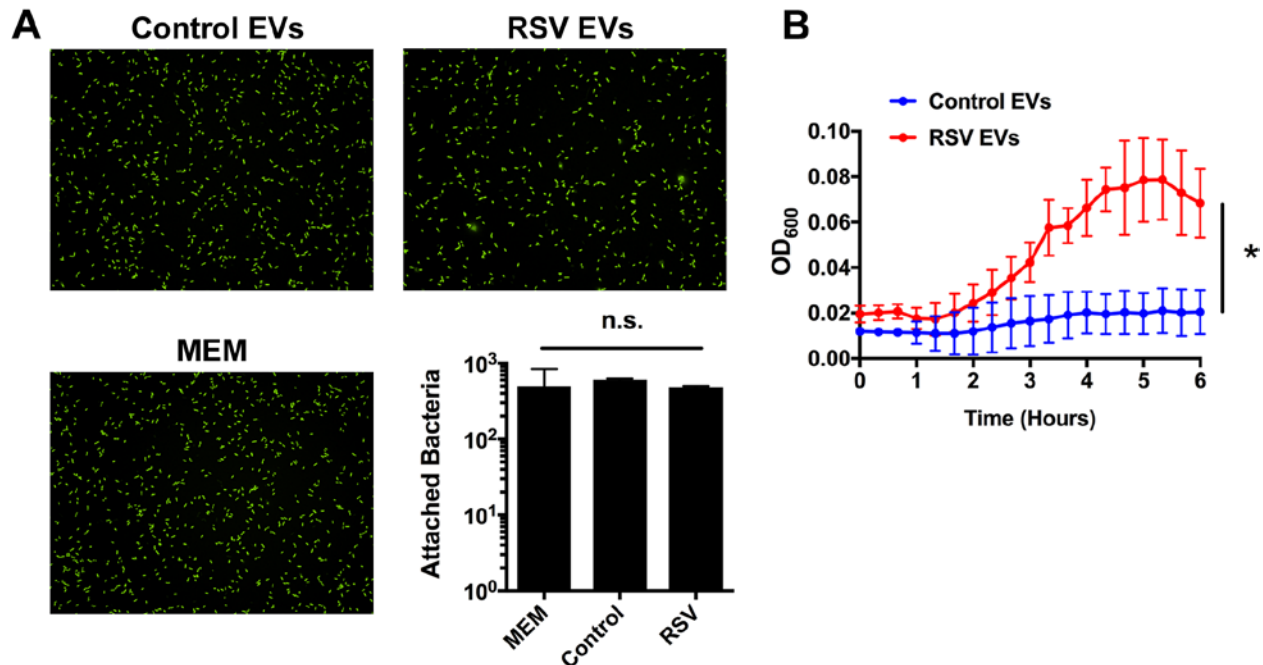 A
Control EVs
RSV EVs
MEM
n.s.
Attached Bacteria
10³
10²
10¹
10⁰
MEM
Control
RSV
B
Control EVs
RSV EVs
OD₆₀₀
0.10
0.08
0.06
0.04
0.02
0.00
0 1 2 3 4 5 6
Time (Hours)
*